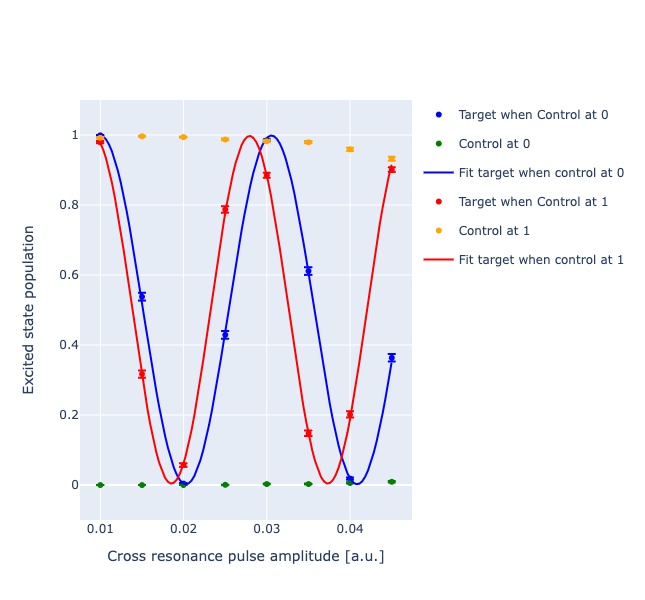 Excited state population
1
0.8
0.6
0.4
0.2
0
0.01
0.02
0.03
0.04
Cross resonance pulse amplitude [a.u.]
Target when Control at 0
Control at 0
Fit target when control at 0
Target when Control at 1
Control at 1
Fit target when control at 1